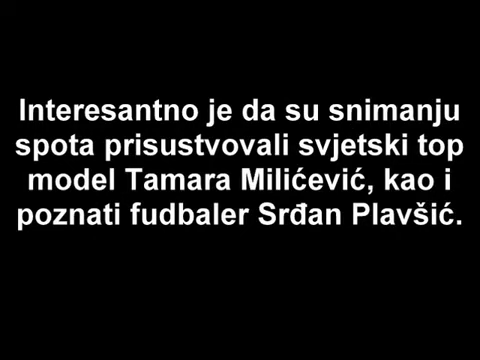 Interesantno je da su snimanju
spota prisustvovali svjetski top
model Tamara Milićević, kao i
poznati fudbaler Srđan Plavšić.